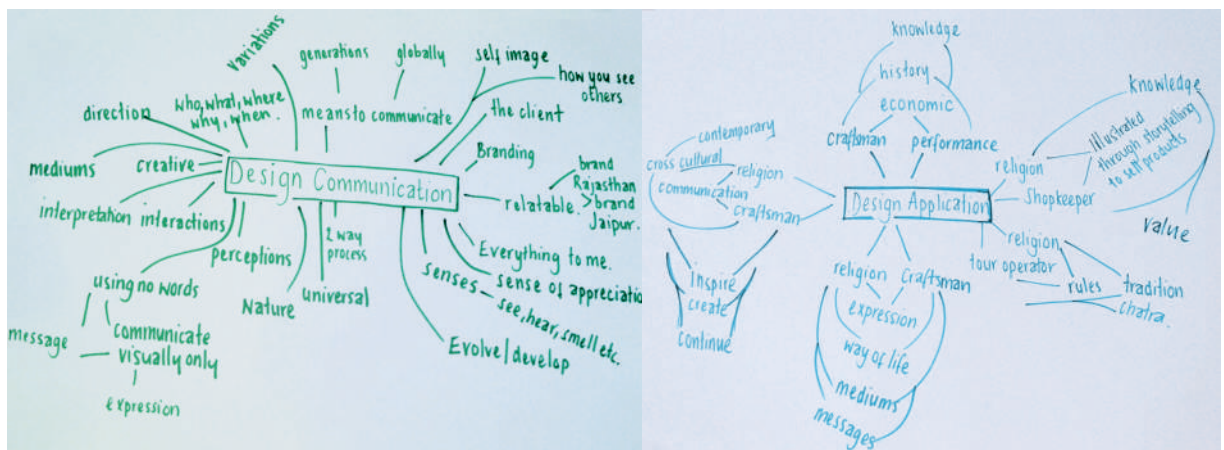 variations
generations
globally
self image
how you see
others
direction
who, what, where
why, when.
means to communicate
the client
mediums
creative
Branding
Design Communication
brand
Rajasthan
> brand
Jaipur.
relatable.
interpretation
interactions
perceptions
2 way
process
Everything to me.
sense of appreciatio
using no words
Nature
universal
senses – see, hear, smell etc.
message
communicate
visually only
Evolve/develop
expression
knowledge
history
economic
craftsman
performance
contemporary
cross cultural
religion
communication
craftsman
Inspire
create
continue
Design Application
knowledge
religion
Illustrated
through storytelling
to sell products
Shopkeeper
value
religion
tour operator
rules
tradition
chatra.
religion
Craftsman
expression
way of life
mediums
messages